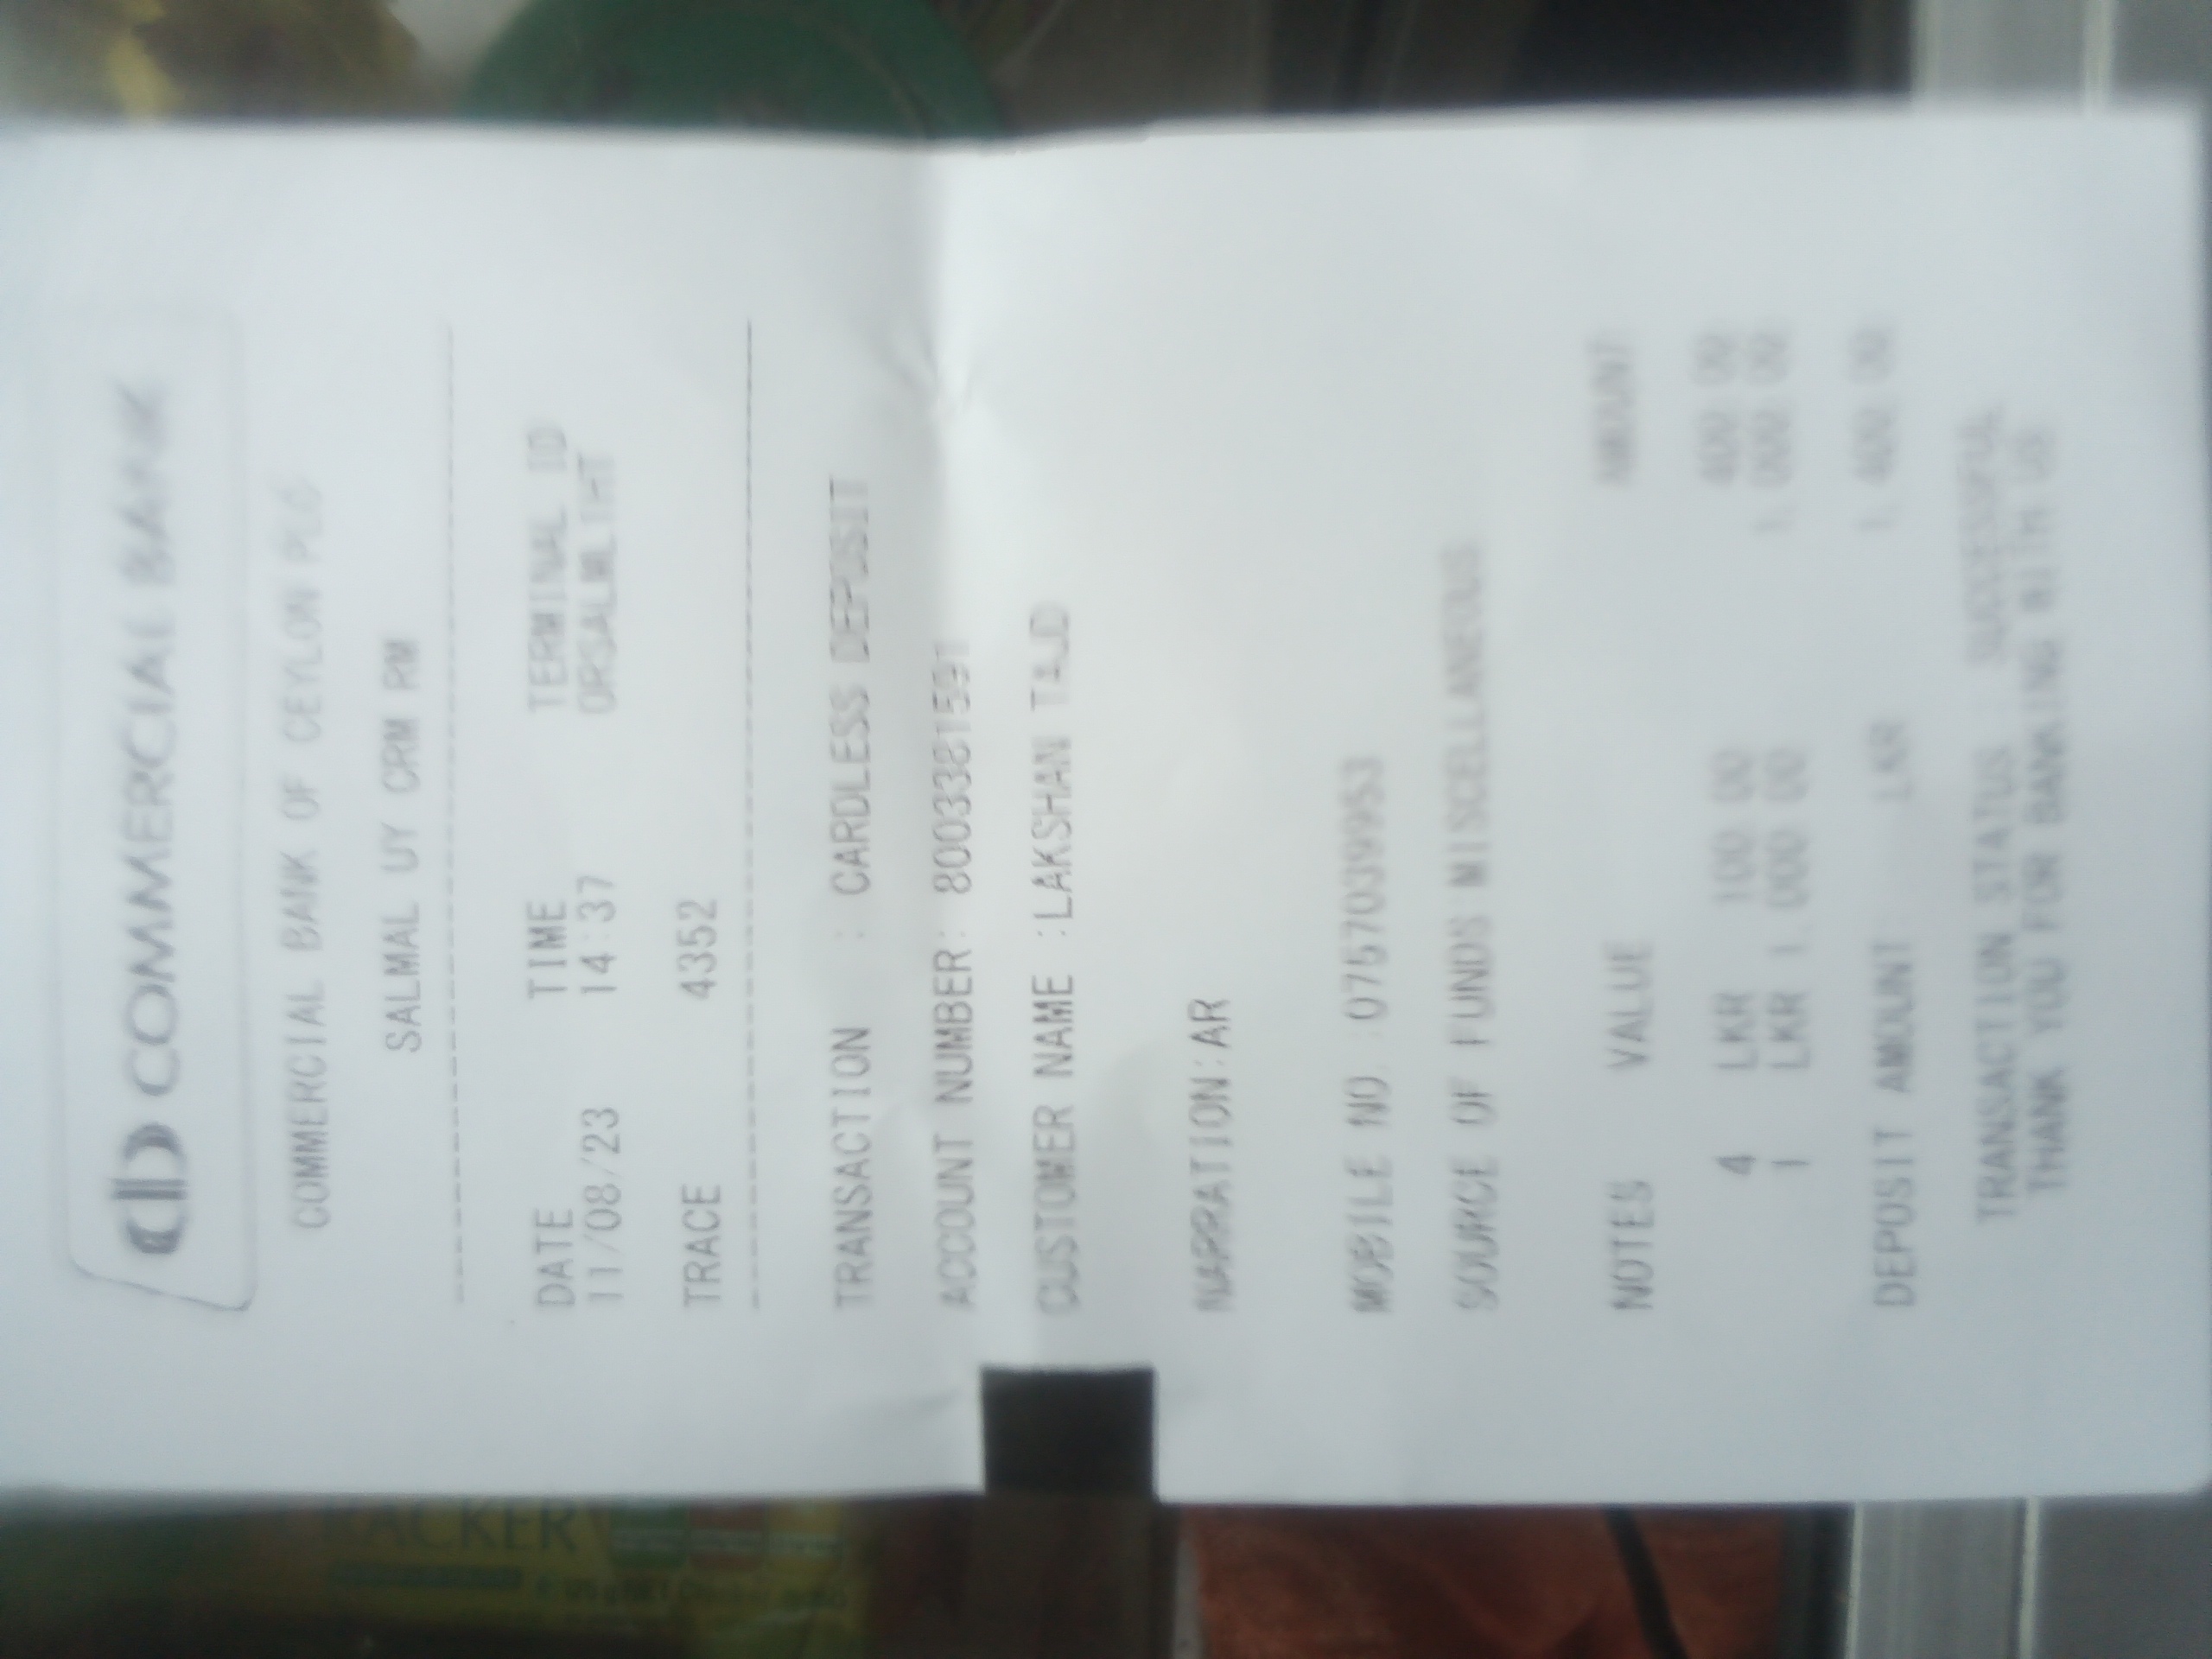 COMMERCIAL BANK
COMMERCIAL BANK OF CEYLON PLC
SALMAL UY CRM RM
DATE TIME TERMINAL ID
11/08/23 14:37
TRACE 4352
TRANSACTION : CARDLESS DEPOSIT
ACCOUNT NUMBER: 8003381591
CUSTOMER NAME :LAKSHAN TAJD
NARRATION:AR
MOBILE NO. :0757039953
SOURCE OF FUNDS MISCELLANEOUS
NOTES VALUE AMOUNT
4 LKR 100.00 400.00
1 LKR 1,000.00 1,000.00
DEPOSIT AMOUNT: LKR 1,400.00
TRANSACTION STATUS : SUCCESSFUL
THANK YOU FOR BANKING WITH US
RACKER